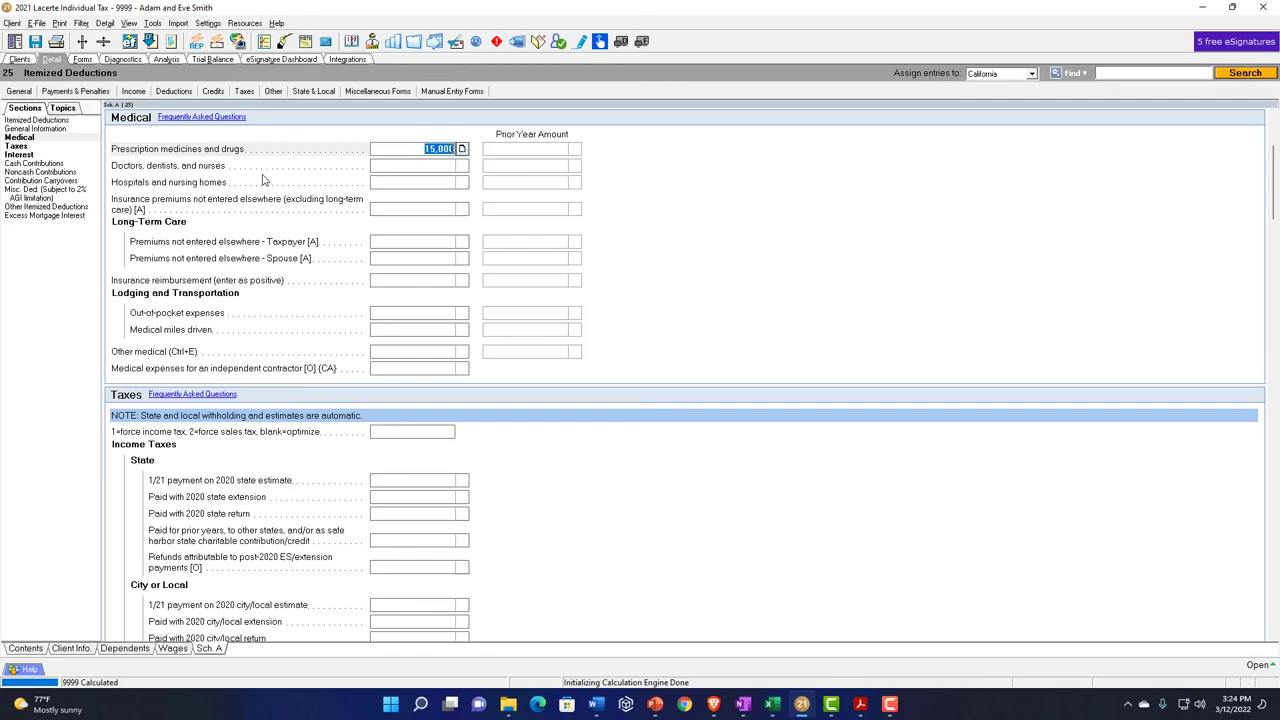 2021 Lacerte Individual Tax - 9999 - Adam and Eve Smith
Client E-File Print Filter Detail View Tools Import Settings Resources Help
REP
5 free eSignatures
Clients Detail Forms Diagnostics Analysis Trial Balance eSignature Dashboard Integrations
25 Itemized Deductions Assign entries to: California Find Search
General Payments & Penalties Income Deductions Credits Taxes Other State & Local Miscellaneous Forms Manual Entry Forms
Sections Topics
Itemized Deductions
General Information
Medical
Taxes
Interest
Cash Contributions
Noncash Contributions
Contribution Carryovers
Misc. Ded. (Subject to 2%
AGI limitation)
Other Itemized Deductions
Excess Mortgage Interest
Sch. A (25)
Medical Frequently Asked Questions
Prior Year Amount
Prescription medicines and drugs 15,000
Doctors, dentists, and nurses
Hospitals and nursing homes
Insurance premiums not entered elsewhere (excluding long-term
care) [A]
Long-Term Care
Premiums not entered elsewhere - Taxpayer [A]
Premiums not entered elsewhere - Spouse [A]
Insurance reimbursement (enter as positive)
Lodging and Transportation
Out-of-pocket expenses
Medical miles driven
Other medical (Ctrl+E)
Medical expenses for an independent contractor [O] {CA}
Taxes Frequently Asked Questions
NOTE: State and local withholding and estimates are automatic.
1=force income tax, 2=force sales tax, blank=optimize
Income Taxes
State
1/21 payment on 2020 state estimate
Paid with 2020 state extension
Paid with 2020 state return
Paid for prior years, to other states, and/or as safe
harbor state charitable contribution/credit
Refunds attributable to post-2020 ES/extension
payments [O]
City or Local
1/21 payment on 2020 city/local estimate
Paid with 2020 city/local extension
Paid with 2020 city/local return
Contents Client Info. Dependents Wages Sch. A
Help Open
9999 Calculated Initializing Calculation Engine Done
77°F
Mostly sunny
21
3:24 PM
3/12/2022